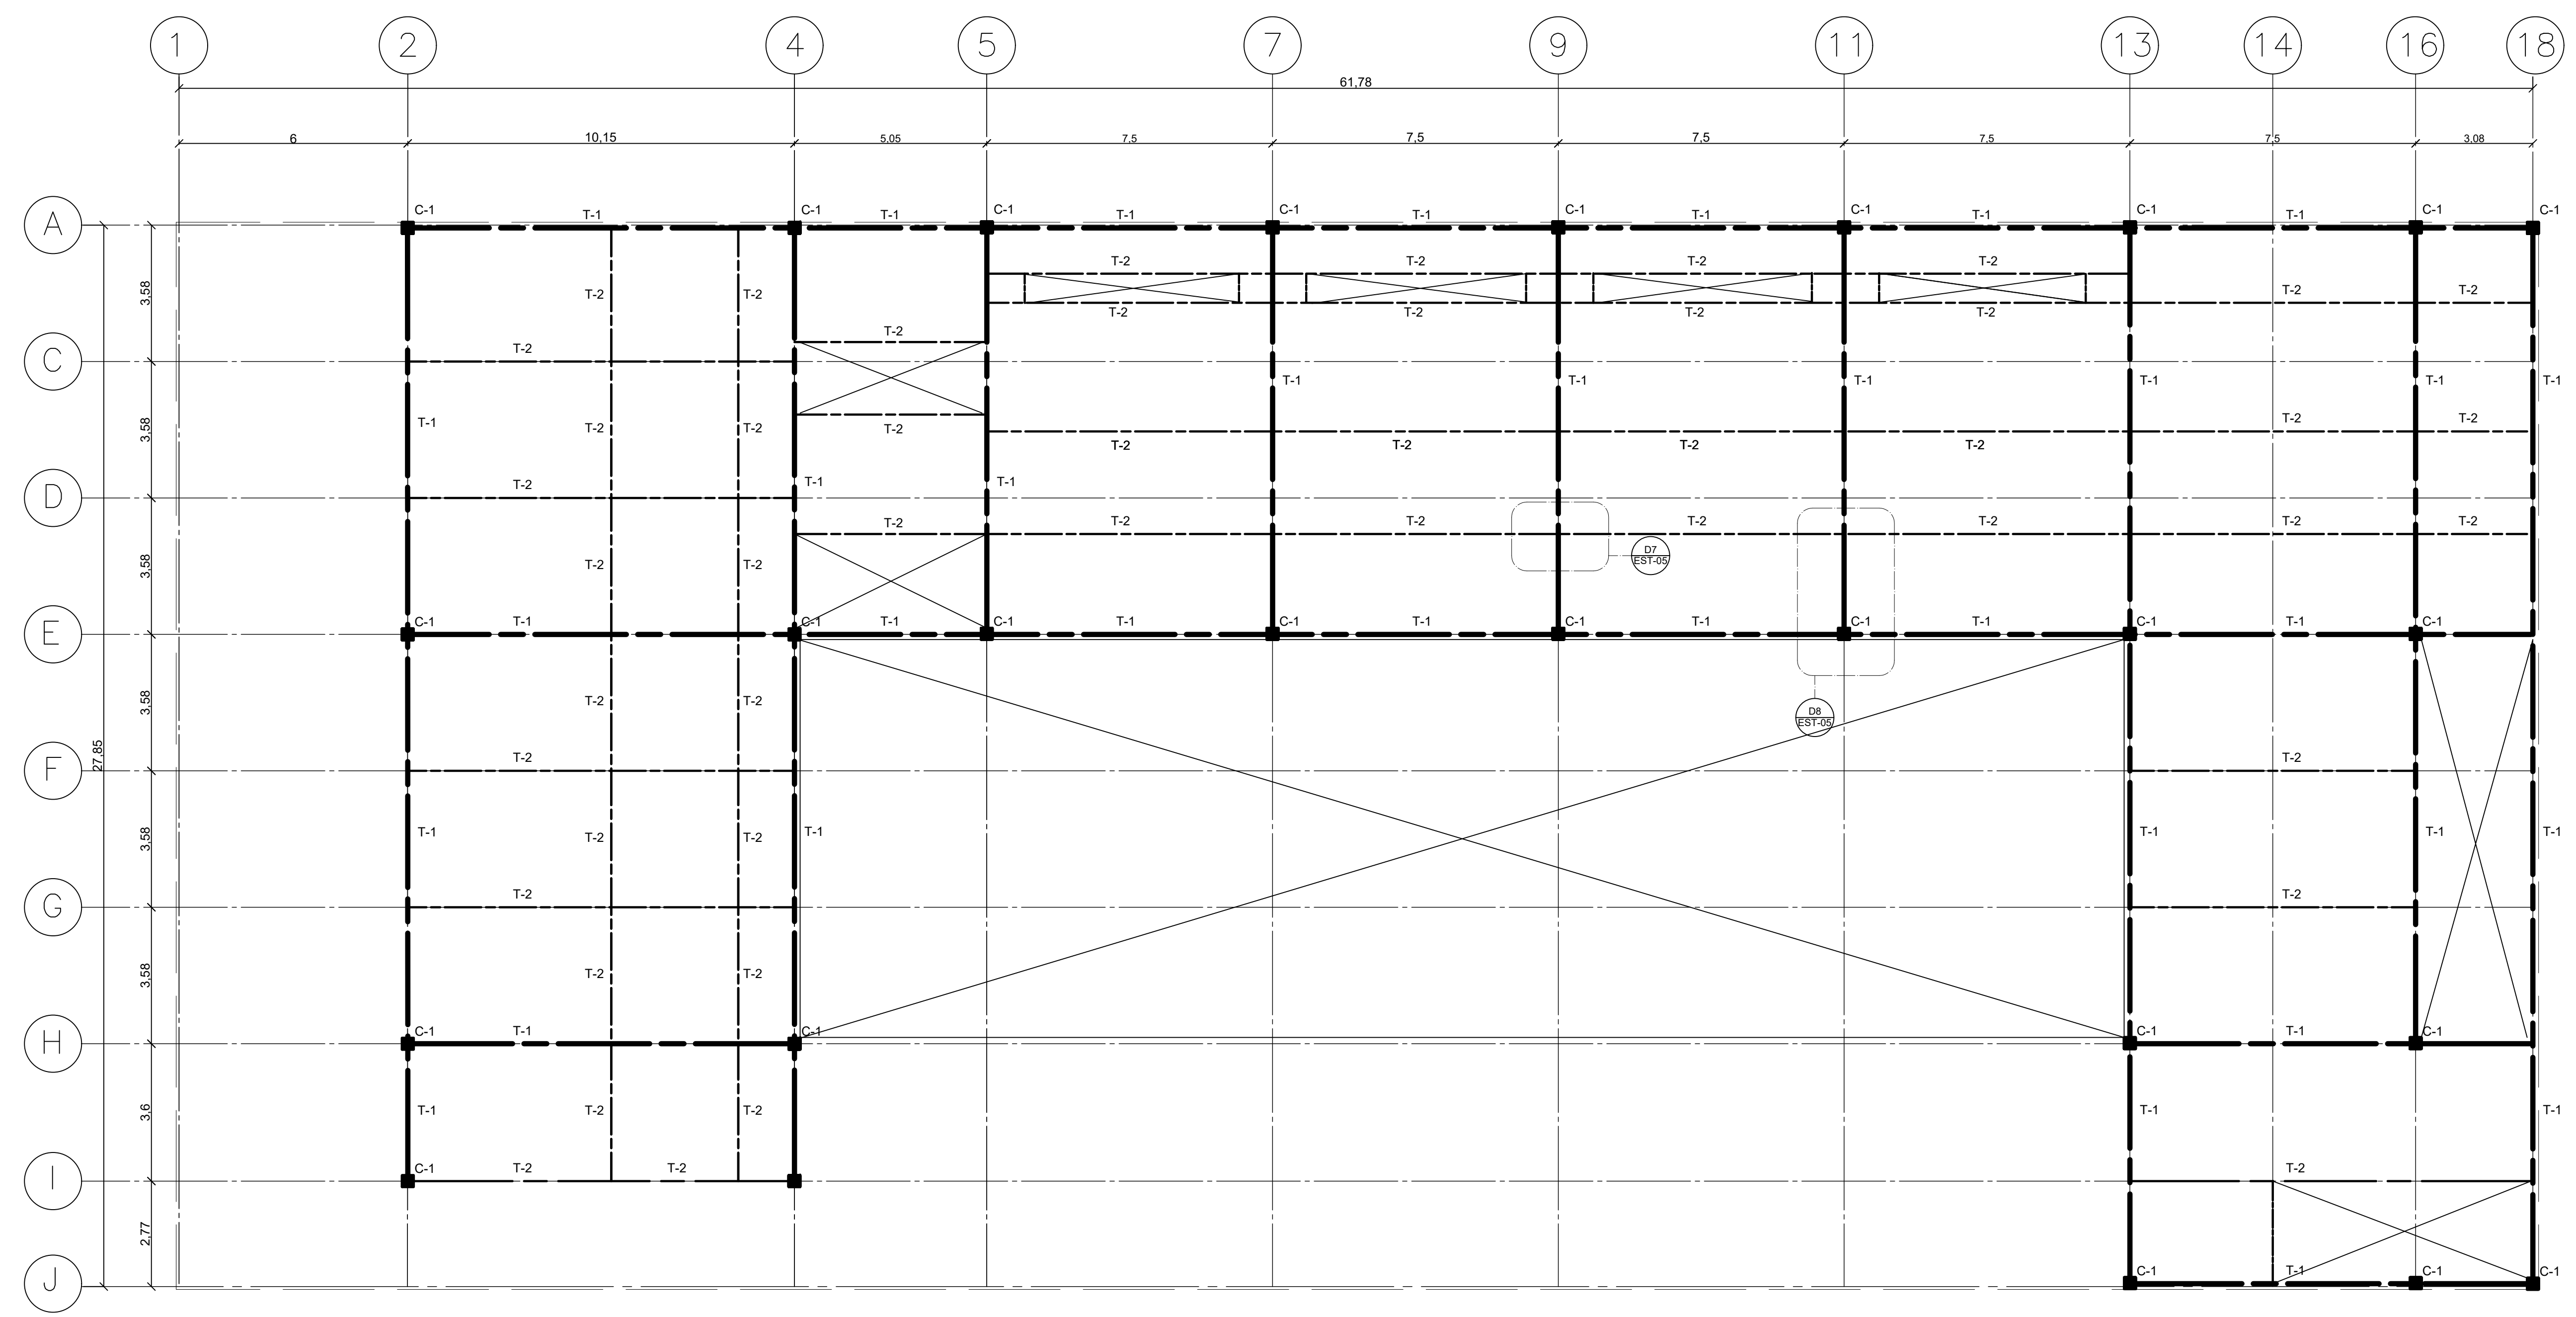 1 2 4 5 7 9 11 13 14 16 18
61,78
6 10,15 5,05 7,5 7,5 7,5 7,5 7,5 3,08
A C-1 T-1 C-1 T-1 C-1 T-1 C-1 T-1 C-1 T-1 C-1 T-1 C-1 T-1 C-1 C-1
T-2 T-2 T-2 T-2
3,58 T-2 T-2 T-2 T-2
T-2 T-2 T-2 T-2
T-2
C T-2
T-1 T-1 T-1 T-1 T-1 T-1
3,58 T-1 T-2 T-2 T-2 T-2 T-2
T-2 T-2 T-2 T-2
D T-2 T-1 T-1
T-2 T-2 T-2 T-2 T-2 T-2 T-2
D7
EST-05
3,58 T-2 T-2
E C-1 T-1 C-1 T-1 C-1 T-1 C-1 T-1 C-1 T-1 C-1 T-1 C-1 T-1 C-1
3,58 T-2 T-2
D8
EST-05
27,85
F T-2 T-2
3,58 T-1 T-2 T-2 T-1 T-1 T-1 T-1
G T-2 T-2
3,58 T-2 T-2
H C-1 T-1 C-1 C-1 T-1 C-1
3,6 T-1 T-2 T-2 T-1 T-1
I C-1 T-2 T-2 T-2
2,77
J C-1 T-1 C-1 C-1